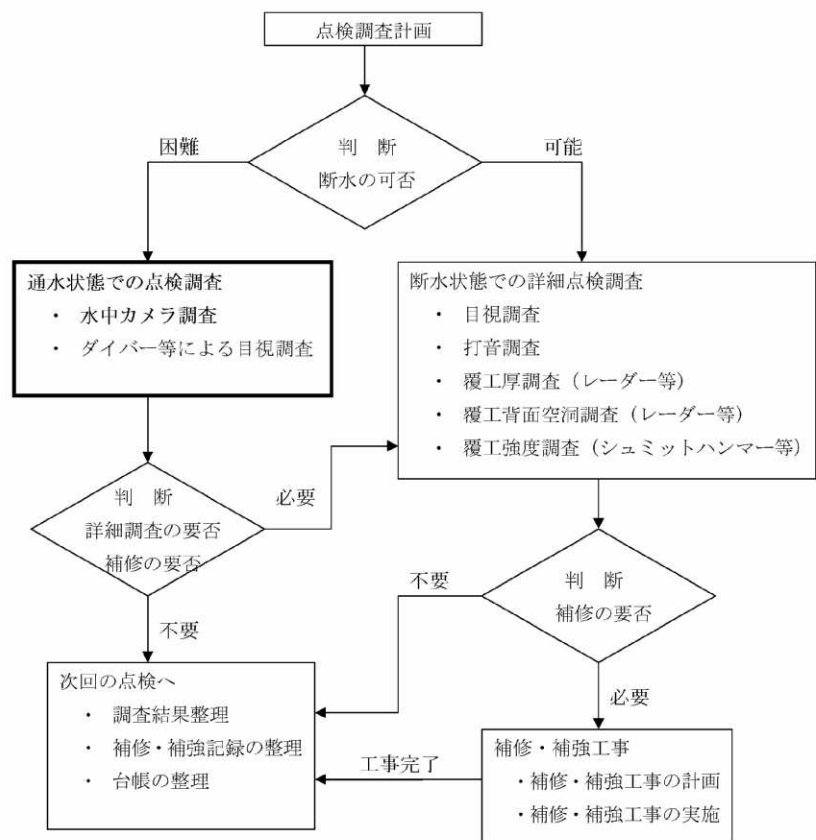 点検調査計画
判 断
断水の可否
困難
可能
通水状態での点検調査
・ 水中カメラ調査
・ ダイバー等による目視調査
断水状態での詳細点検調査
・ 目視調査
・ 打音調査
・ 覆工厚調査（レーダー等）
・ 覆工背面空洞調査（レーダー等）
・ 覆工強度調査（シュミットハンマー等）
判 断
詳細調査の要否
補修の要否
必要
不要
判 断
補修の要否
不要
必要
次回の点検へ
・ 調査結果整理
・ 補修・補強記録の整理
・ 台帳の整理
工事完了
補修・補強工事
・補修・補強工事の計画
・補修・補強工事の実施